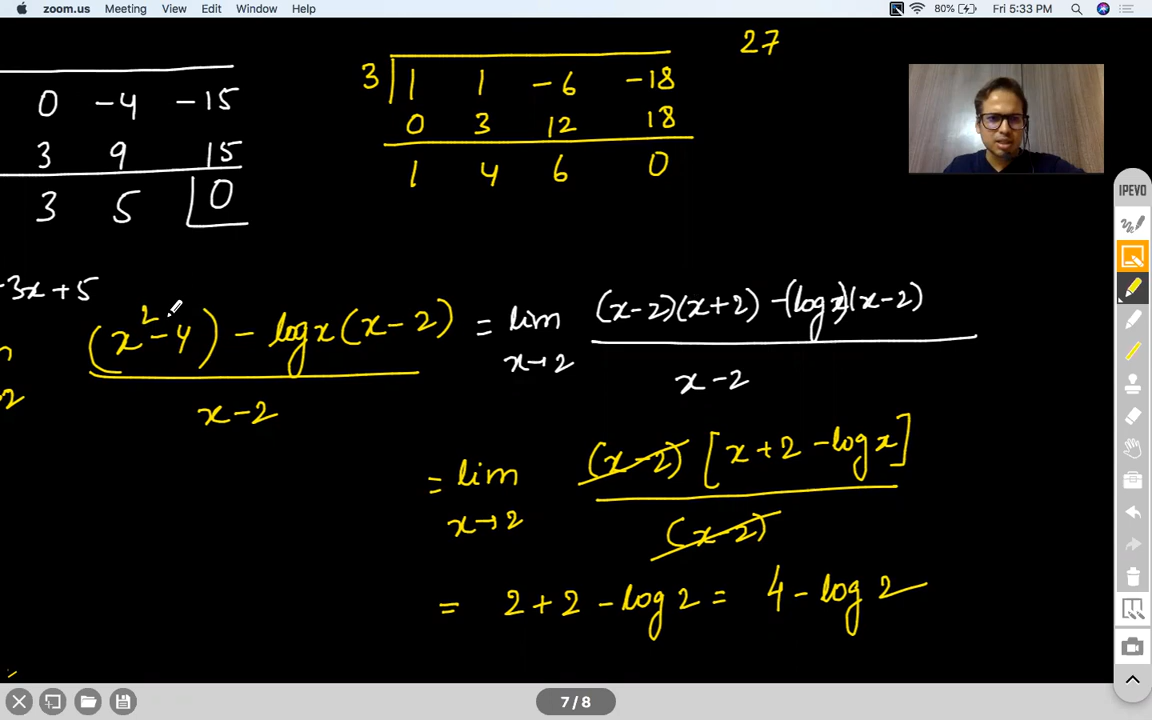 zoom.us Meeting View Edit Window Help 80% Fri 5:33 PM
27
0 -4 -15
3 9 15
3 5 0
3 | 1 1 -6 -18
0 3 12 18
1 4 6 0
IPEVO
-3x+5
(x²-4) - log x (x-2) = lim (x-2)(x+2) - (log x)(x-2)
x-2 x→2 x-2
2
= lim (x-2) [x+2 - log x]
x→2 (x-2)
= 2+2 - log 2 = 4 - log 2
7 / 8